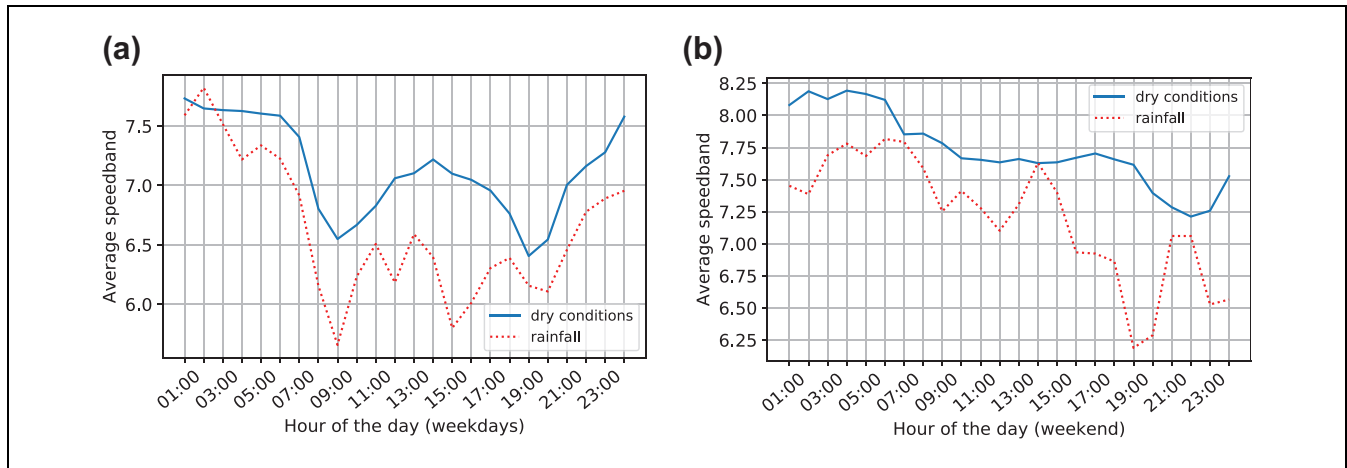 (a)
Average speedband
7.5
7.0
6.5
6.0
dry conditions
rainfall
01:00 03:00 05:00 07:00 09:00 11:00 13:00 15:00 17:00 19:00 21:00 23:00
Hour of the day (weekdays)
(b)
Average speedband
8.25
8.00
7.75
7.50
7.25
7.00
6.75
6.50
6.25
dry conditions
rainfall
01:00 03:00 05:00 07:00 09:00 11:00 13:00 15:00 17:00 19:00 21:00 23:00
Hour of the day (weekend)